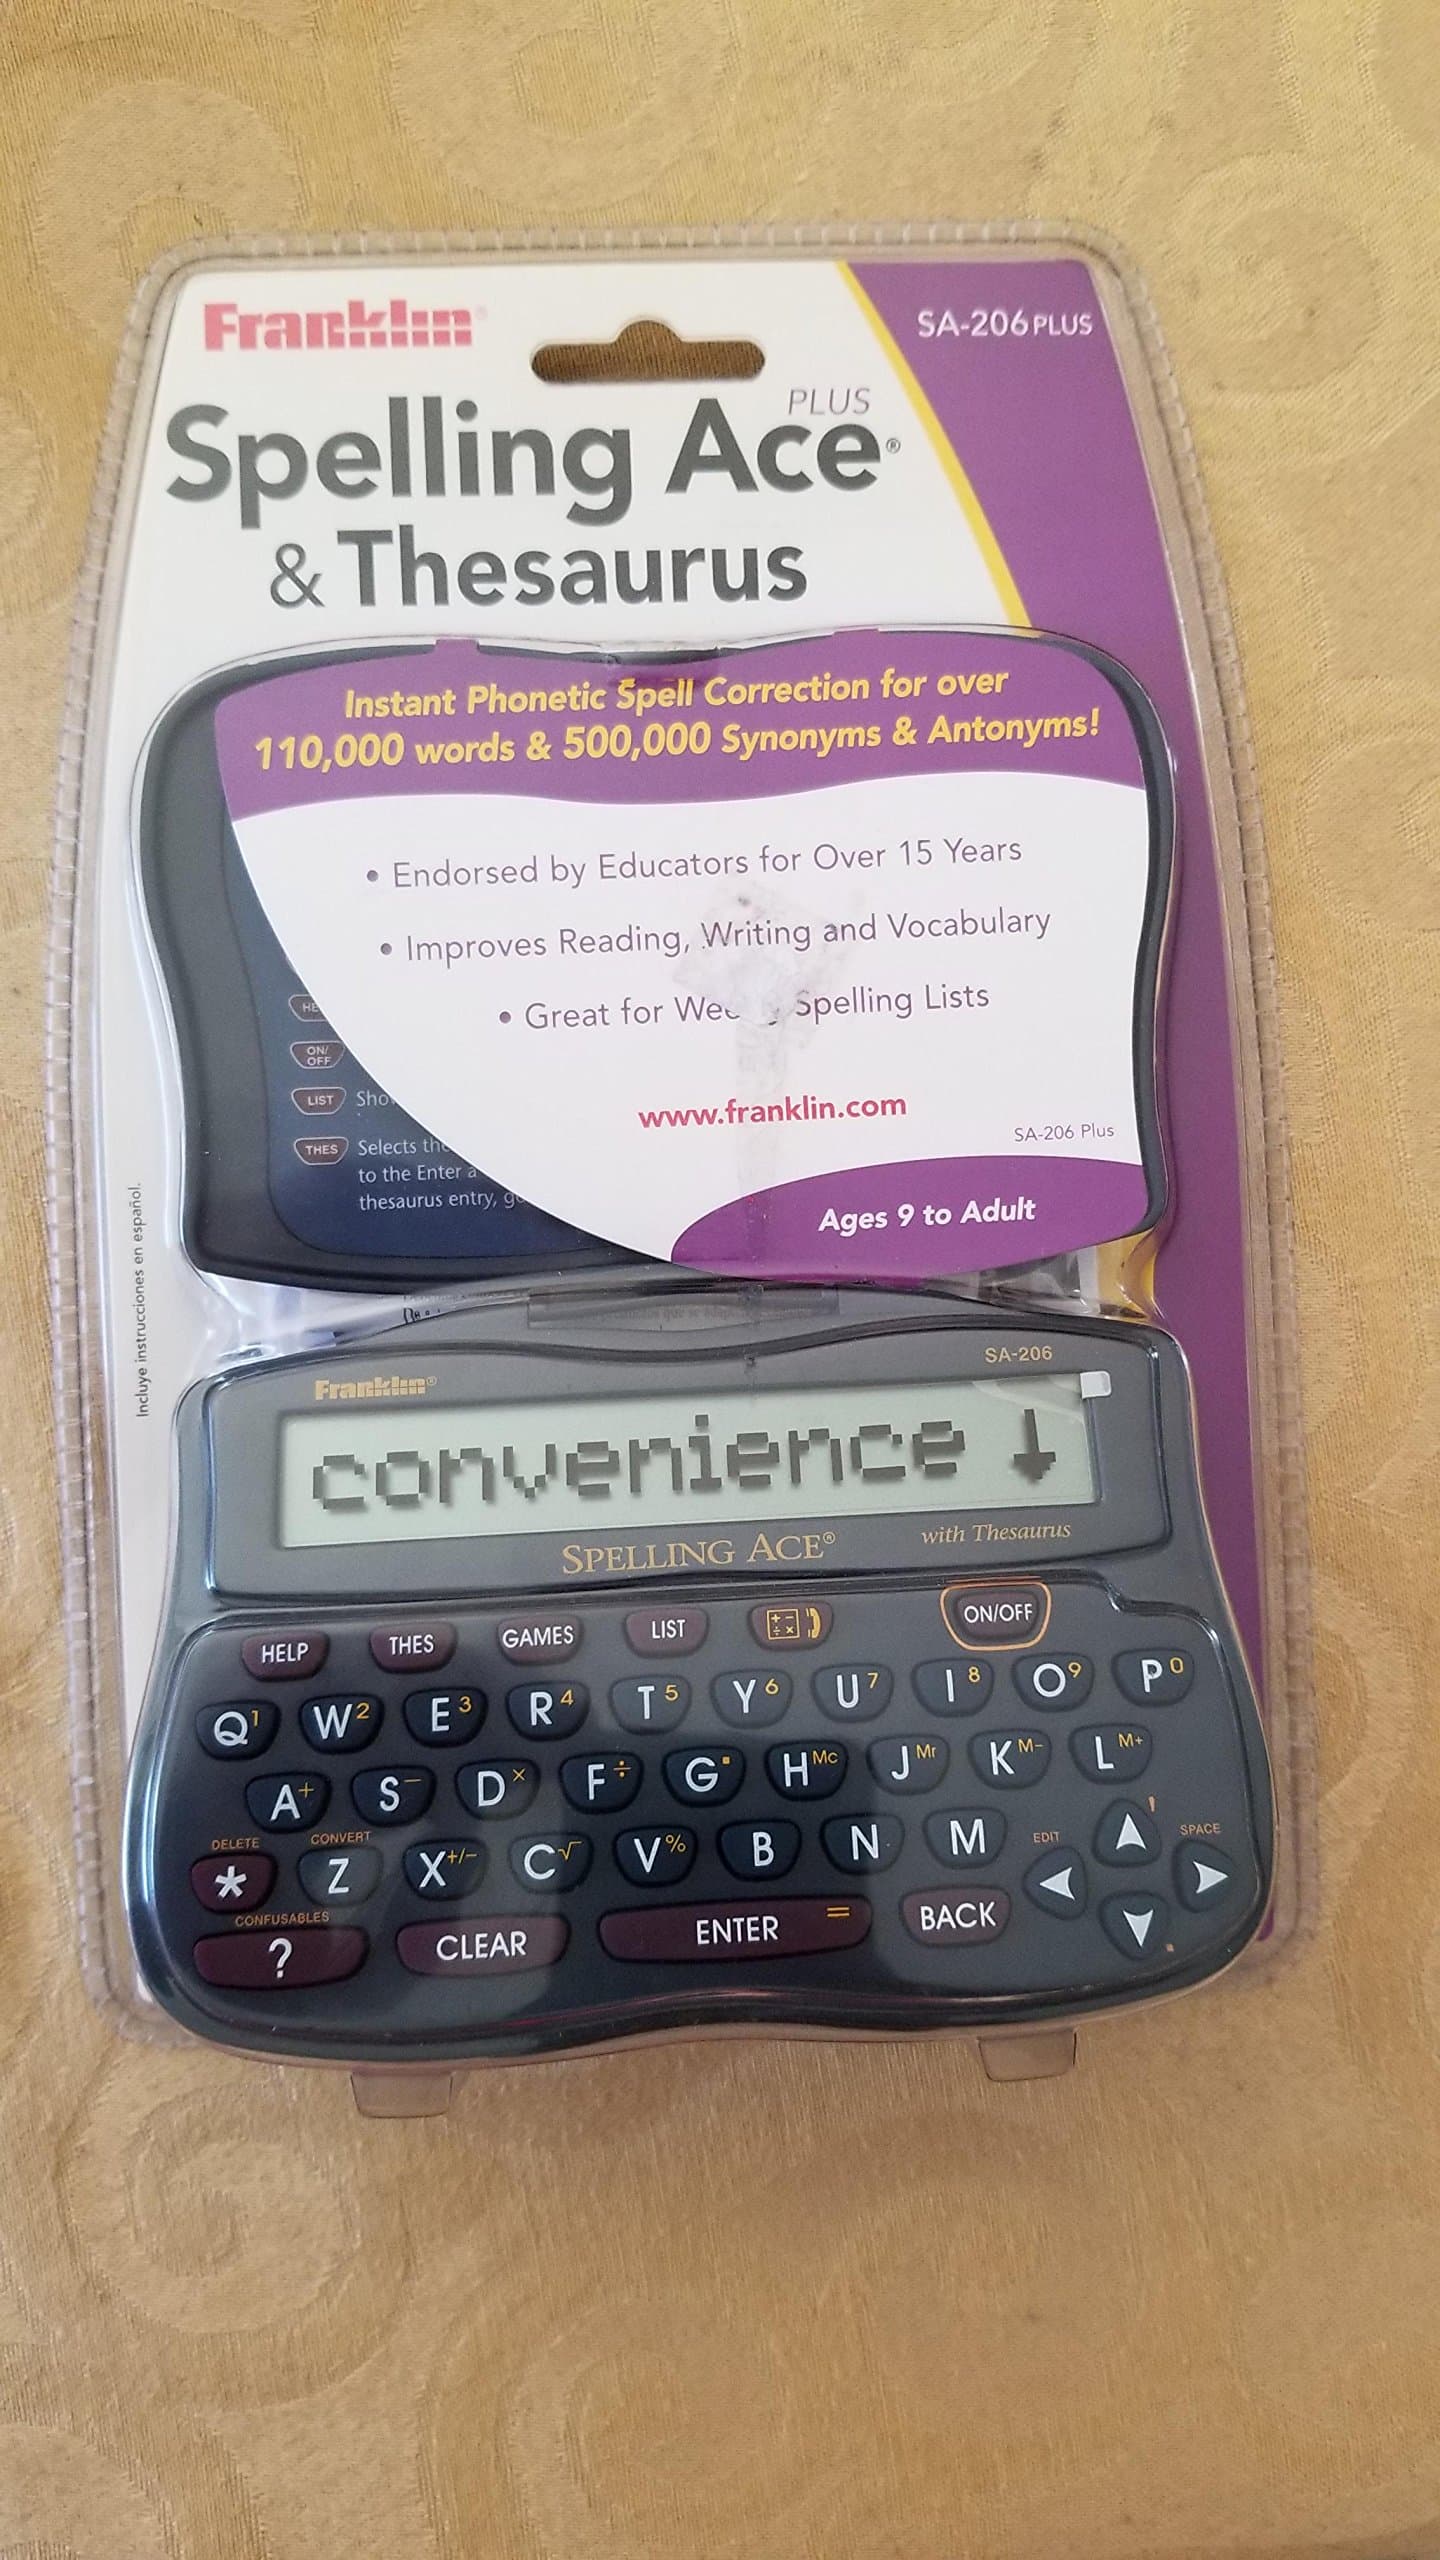 Franklin®
SA-206 PLUS
PLUS
Spelling Ace®
& Thesaurus
Instant Phonetic Spell Correction for over
110,000 words & 500,000 Synonyms & Antonyms!
• Endorsed by Educators for Over 15 Years
• Improves Reading, Writing and Vocabulary
• Great for Spelling Lists
www.franklin.com
SA-206 Plus
Ages 9 to Adult
ON/
OFF
LIST
THES Selects
to the Enter
thesaurus entry,
Incluye instrucciones en español.
SA-206
Franklin®
convenience ↓
SPELLING ACE® with Thesaurus
HELP THES GAMES LIST + − ÷ × ON/OFF
Q1 W2 E3 R4 T5 Y6 U7 I8 O9 P0
A+ S− D× F÷ G. HMc JMr KM− LM+
DELETE CONVERT EDIT ! SPACE
* Z X+/− C√ V% B N M
CONFUSABLES
? CLEAR ENTER = BACK .